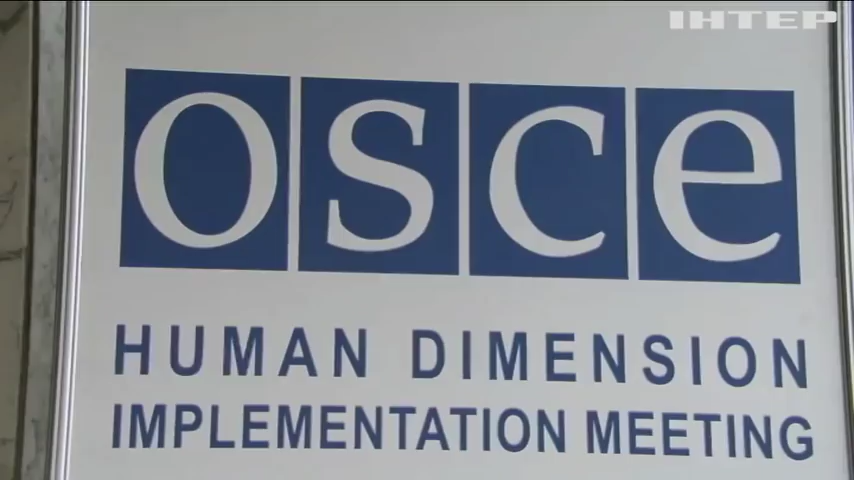 ІНТЕР
OSCE
HUMAN DIMENSION
IMPLEMENTATION MEETING